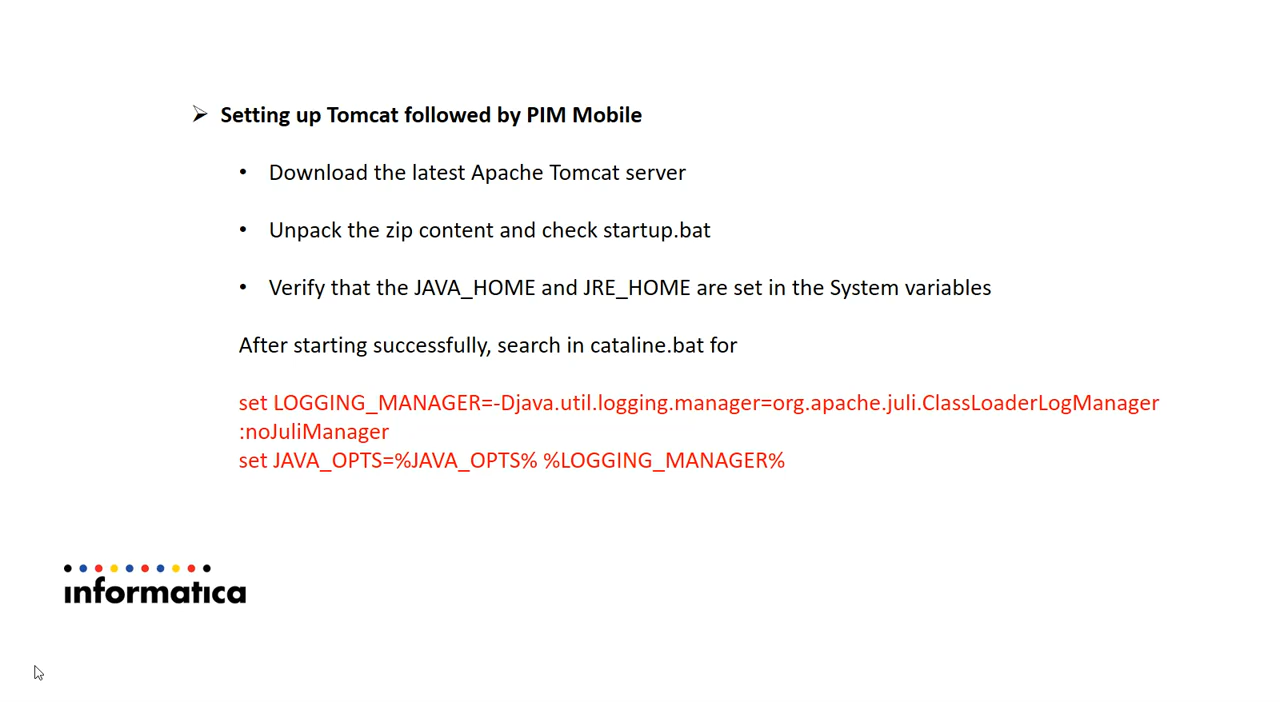 Setting up Tomcat followed by PIM Mobile
• Download the latest Apache Tomcat server
• Unpack the zip content and check startup.bat
• Verify that the JAVA_HOME and JRE_HOME are set in the System variables
After starting successfully, search in cataline.bat for
set LOGGING_MANAGER=-Djava.util.logging.manager=org.apache.juli.ClassLoaderLogManager
:noJuliManager
set JAVA_OPTS=%JAVA_OPTS% %LOGGING_MANAGER%
informatica